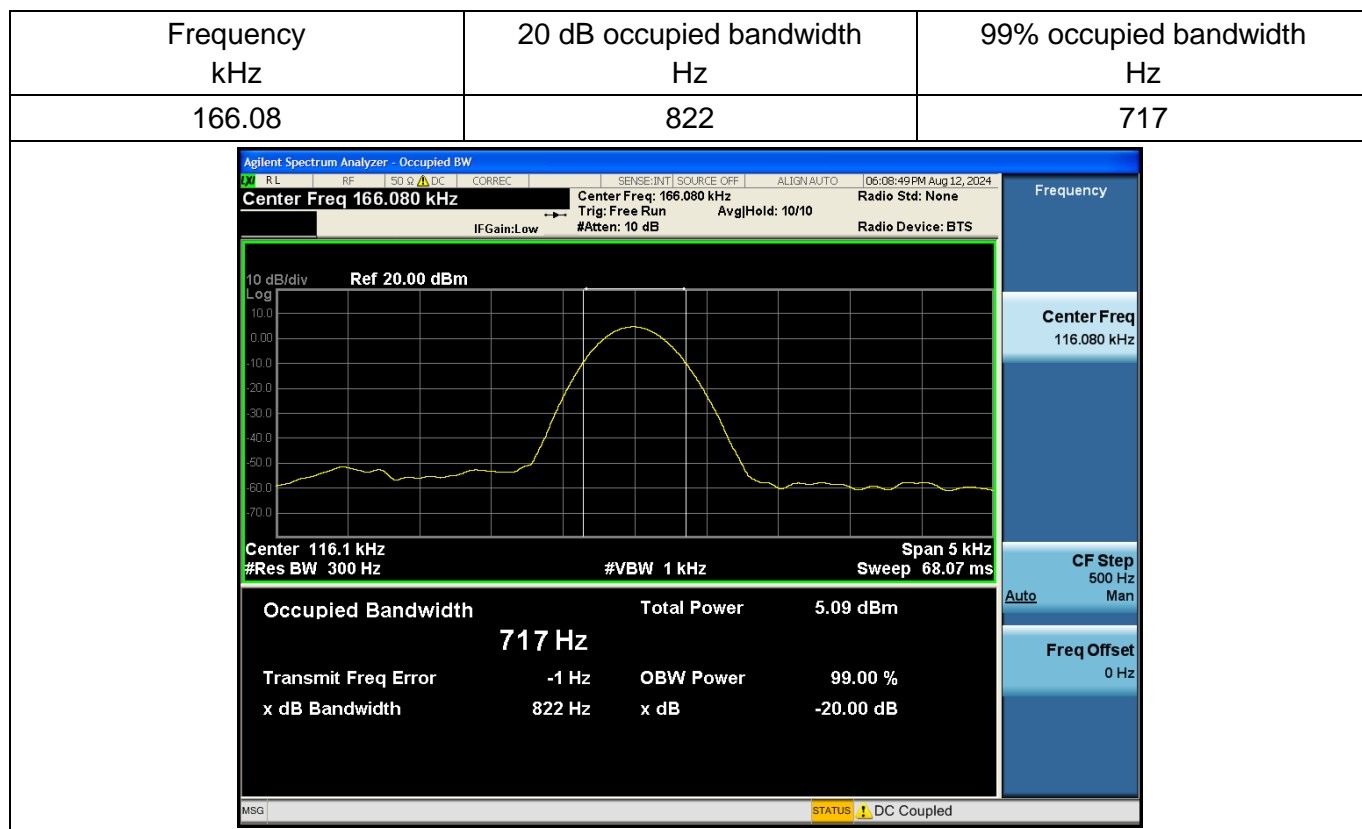 Frequency
kHz
20 dB occupied bandwidth
Hz
99% occupied bandwidth
Hz
166.08
822
717
Agilent Spectrum Analyzer - Occupied BW
LXI RL RF 50 Ω DC CORREC SENSE:INT SOURCE OFF ALIGN AUTO 06:08:49 PM Aug 12, 2024
Center Freq 166.080 kHz
Center Freq: 166.080 kHz
Radio Std: None
Trig: Free Run Avg|Hold: 10/10
IFGain:Low #Atten: 10 dB Radio Device: BTS
10 dB/div Ref 20.00 dBm
Log
10.0
0.00
-10.0
-20.0
-30.0
-40.0
-50.0
-60.0
-70.0
Center 116.1 kHz Span 5 kHz
#Res BW 300 Hz #VBW 1 kHz Sweep 68.07 ms
Occupied Bandwidth Total Power 5.09 dBm
717 Hz
Transmit Freq Error -1 Hz OBW Power 99.00 %
x dB Bandwidth 822 Hz x dB -20.00 dB
Frequency
Center Freq
116.080 kHz
CF Step
500 Hz
Auto Man
Freq Offset
0 Hz
MSG STATUS DC Coupled